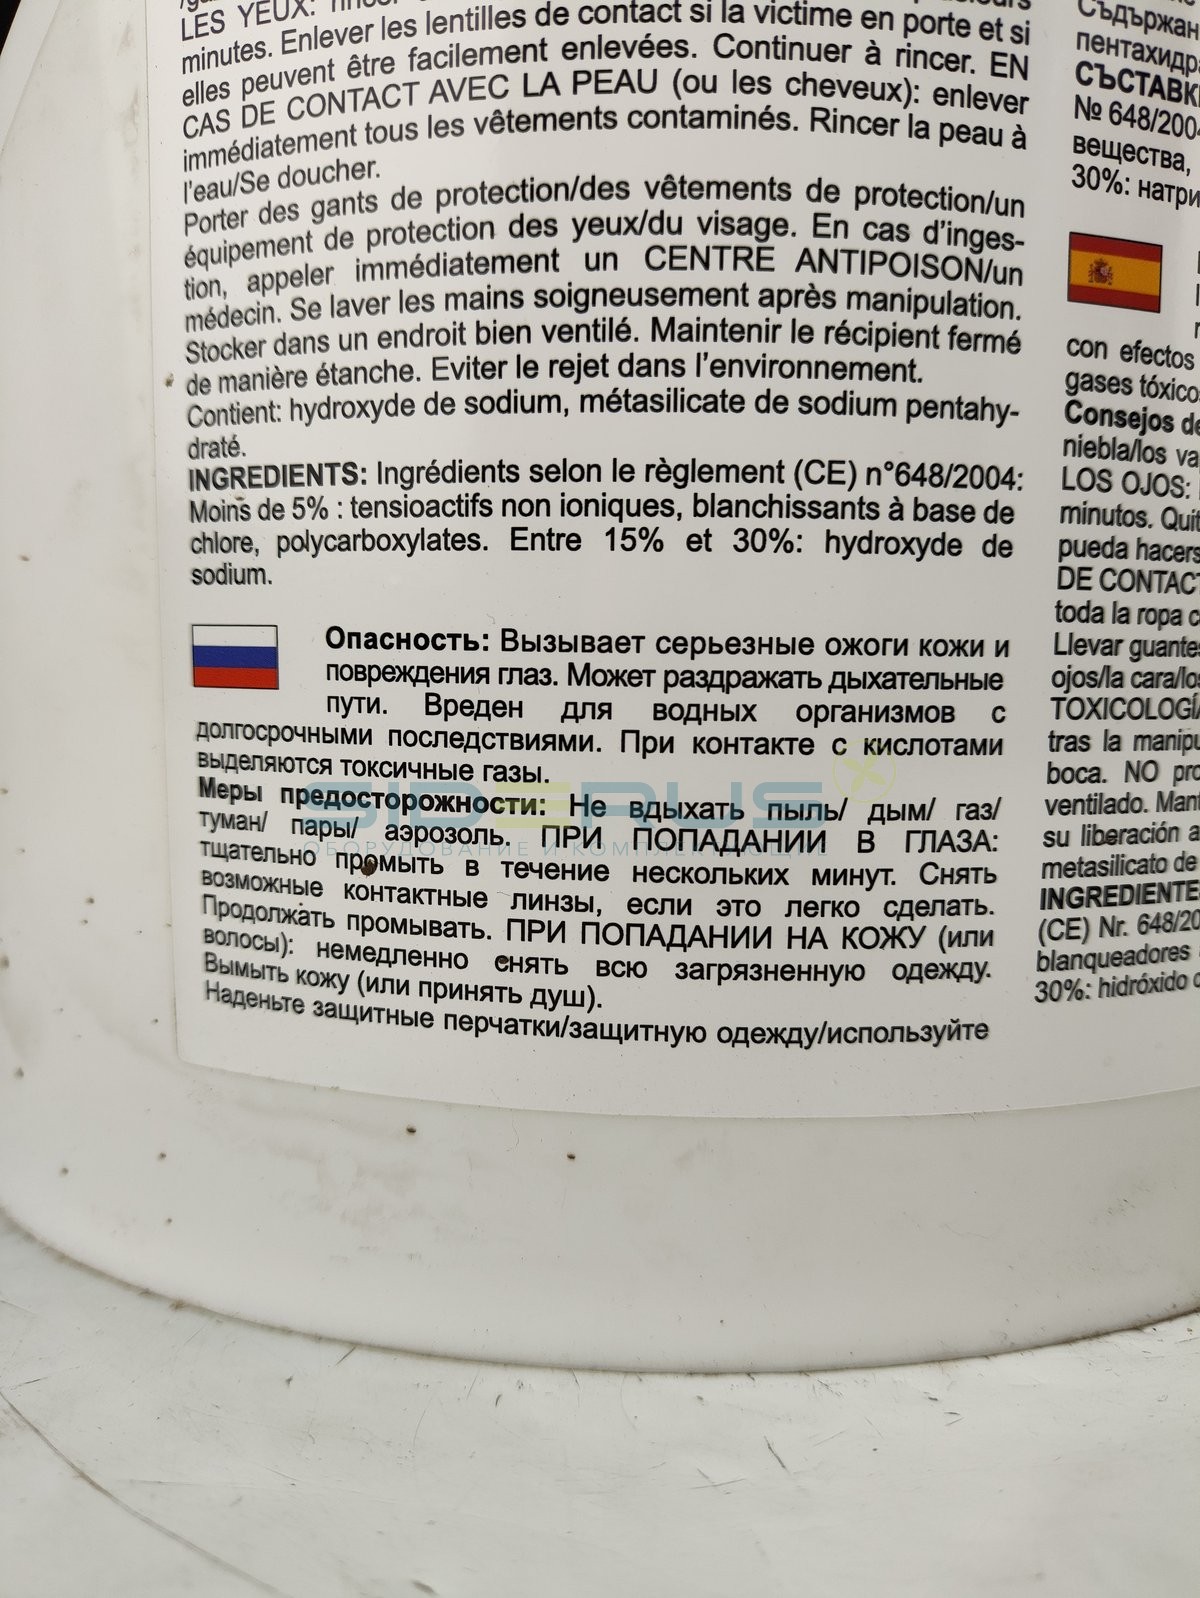 LES YEUX:
minutes. Enlever les lentilles de contact si la victime en porte et si
elles peuvent être facilement enlevées. Continuer à rincer. EN
CAS DE CONTACT AVEC LA PEAU (ou les cheveux): enlever
immédiatement tous les vêtements contaminés. Rincer la peau à
l'eau/Se doucher.
Porter des gants de protection/des vêtements de protection/un
équipement de protection des yeux/du visage. En cas d'inges-
tion, appeler immédiatement un CENTRE ANTIPOISON/un
médecin. Se laver les mains soigneusement après manipulation.
Stocker dans un endroit bien ventilé. Maintenir le récipient fermé
de manière étanche. Eviter le rejet dans l'environnement.
Contient: hydroxyde de sodium, métasilicate de sodium pentahy-
draté.
INGREDIENTS: Ingrédients selon le règlement (CE) n°648/2004:
Moins de 5% : tensioactifs non ioniques, blanchissants à base de
chlore, polycarboxylates. Entre 15% et 30%: hydroxyde de
sodium.
Опасность: Вызывает серьезные ожоги кожи и
повреждения глаз. Может раздражать дыхательные
пути. Вреден для водных организмов с
долгосрочными последствиями. При контакте с кислотами
выделяются токсичные газы.
Меры предосторожности: Не вдыхать пыль/ дым/ газ/
туман/ пары/ аэрозоль. ПРИ ПОПАДАНИИ В ГЛАЗА:
тщательно промыть в течение нескольких минут. Снять
возможные контактные линзы, если это легко сделать.
Продолжать промывать. ПРИ ПОПАДАНИИ НА КОЖУ (или
волосы): немедленно снять всю загрязненную одежду.
Вымыть кожу (или принять душ).
Наденьте защитные перчатки/защитную одежду/используйте
SIDERUS
ОБОРУДОВАНИЕ И КОМПЛЕКТУЮЩИЕ
Съдържан
пентахидр
СЪСТАВК
№ 648/200
вещества,
30%: натри
con efectos
gases tóxico
Consejos de
niebla/los va
LOS OJOS:
minutos. Quit
pueda hacers
DE CONTACT
toda la ropa c
Llevar guante
ojos/la cara/lo
TOXICOLOGÍ
tras la manipu
boca. NO pro
ventilado. Man
su liberación a
metasilicato de
INGREDIENTE
(CE) Nr. 648/20
blanqueadores
30%: hidróxido